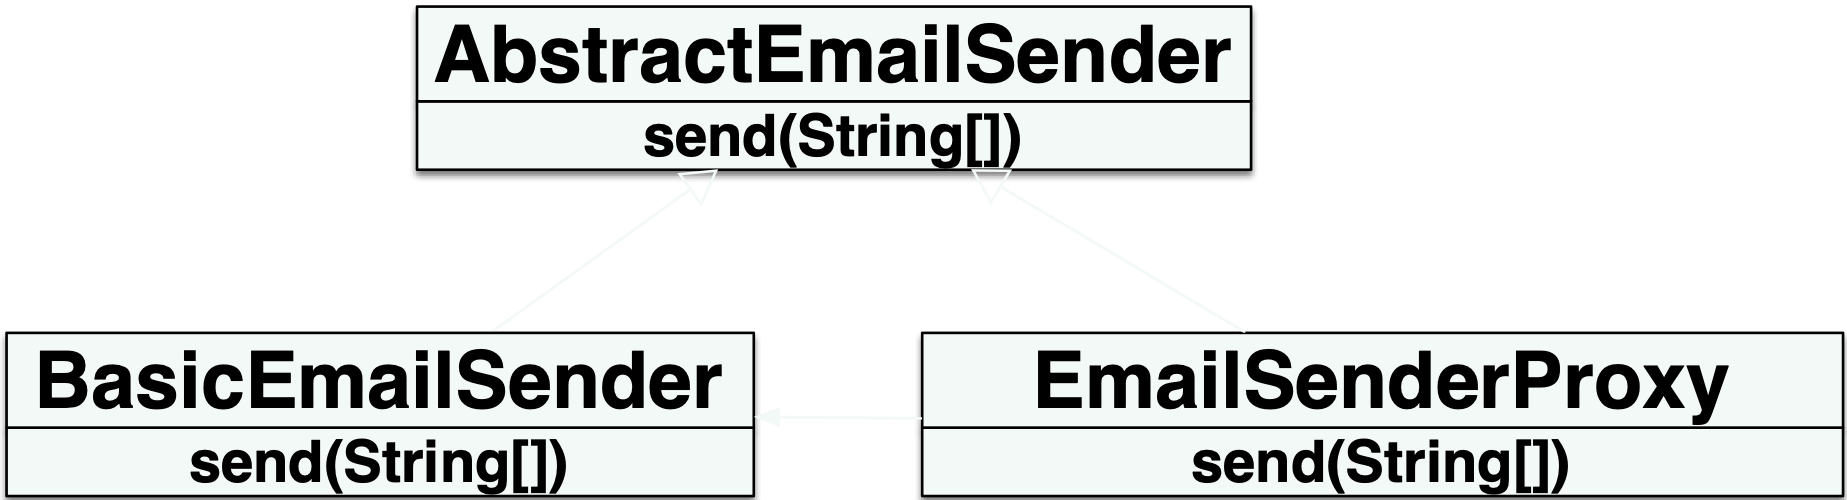 AbstractEmailSender
send(String[])
BasicEmailSender
send(String[])
EmailSenderProxy
send(String[])